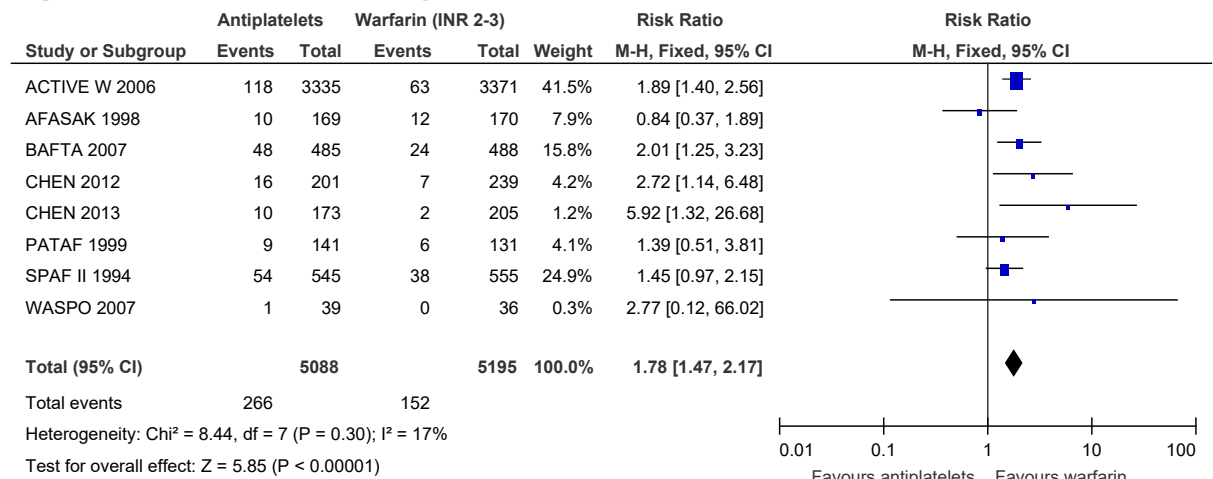 Antiplatelets Warfarin (INR 2-3) Risk Ratio Risk Ratio
Study or Subgroup Events Total Events Total Weight M-H, Fixed, 95% CI M-H, Fixed, 95% CI
ACTIVE W 2006 118 3335 63 3371 41.5% 1.89 [1.40, 2.56]
AFASAK 1998 10 169 12 170 7.9% 0.84 [0.37, 1.89]
BAFTA 2007 48 485 24 488 15.8% 2.01 [1.25, 3.23]
CHEN 2012 16 201 7 239 4.2% 2.72 [1.14, 6.48]
CHEN 2013 10 173 2 205 1.2% 5.92 [1.32, 26.68]
PATAF 1999 9 141 6 131 4.1% 1.39 [0.51, 3.81]
SPAF II 1994 54 545 38 555 24.9% 1.45 [0.97, 2.15]
WASPO 2007 1 39 0 36 0.3% 2.77 [0.12, 66.02]
Total (95% CI) 5088 5195 100.0% 1.78 [1.47, 2.17]
Total events 266 152
Heterogeneity: Chi² = 8.44, df = 7 (P = 0.30); I² = 17%
Test for overall effect: Z = 5.85 (P < 0.00001)
0.01 0.1 1 10 100
Favours antiplatelets Favours warfarin